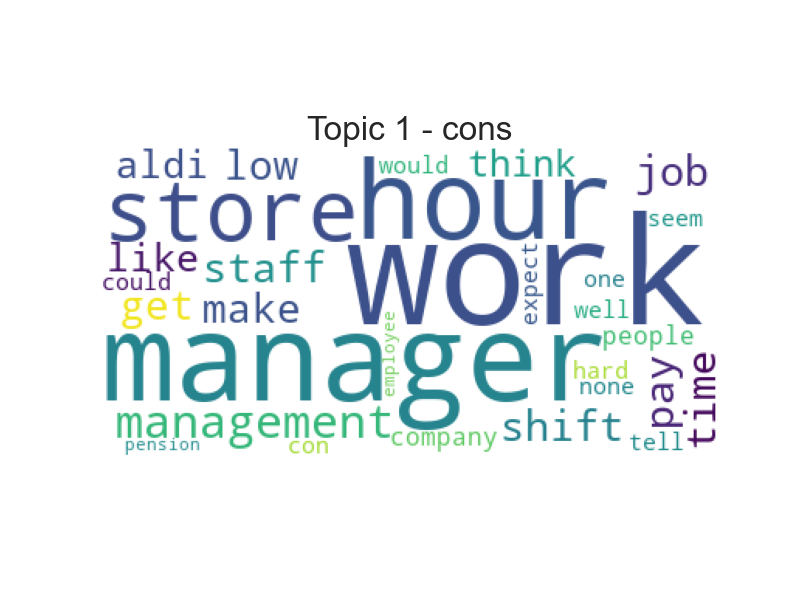 Topic 1 - cons
aldi low would think job
store hour work seem
like could staff expect one
get make well
manager employee people
hard none pay time
management company shift tell
pension con